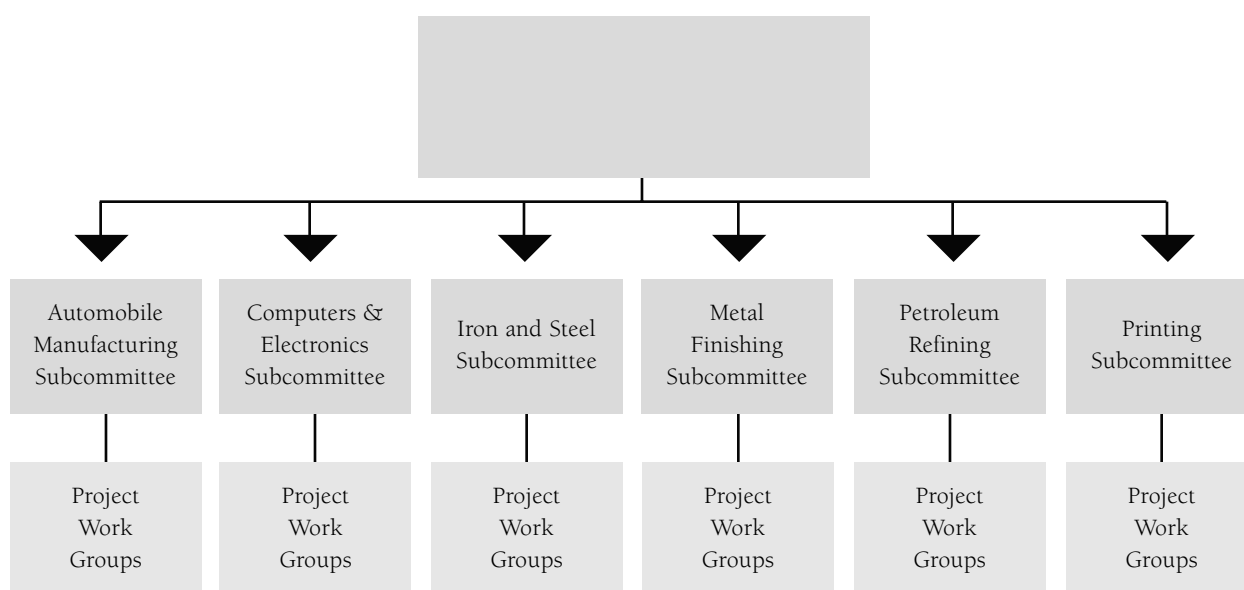 Automobile
Manufacturing
Subcommittee
Computers &
Electronics
Subcommittee
Iron and Steel
Subcommittee
Metal
Finishing
Subcommittee
Petroleum
Refining
Subcommittee
Printing
Subcommittee
Project
Work
Groups
Project
Work
Groups
Project
Work
Groups
Project
Work
Groups
Project
Work
Groups
Project
Work
Groups